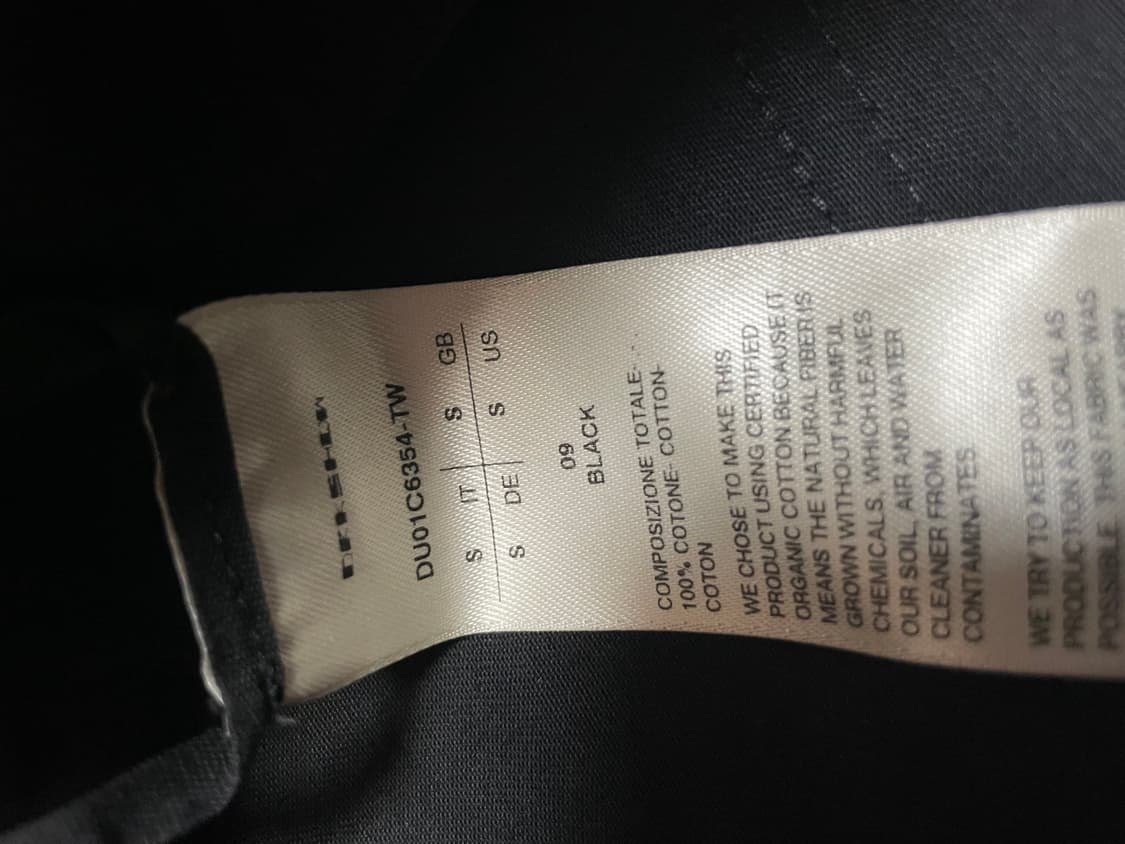 DRKSHDW
DU01C6354-TW
S IT S GB
S DE S US
09
BLACK
COMPOSIZIONE TOTALE-
100% COTONE- COTTON-
COTON
WE CHOSE TO MAKE THIS
PRODUCT USING CERTIFIED
ORGANIC COTTON BECAUSE IT
MEANS THE NATURAL FIBER IS
GROWN WITHOUT HARMFUL
CHEMICALS, WHICH LEAVES
OUR SOIL, AIR AND WATER
CLEANER FROM
CONTAMINATES
WE TRY TO KEEP OUR
PRODUCTION AS LOCAL AS
POSSIBLE THIS FABRIC WAS